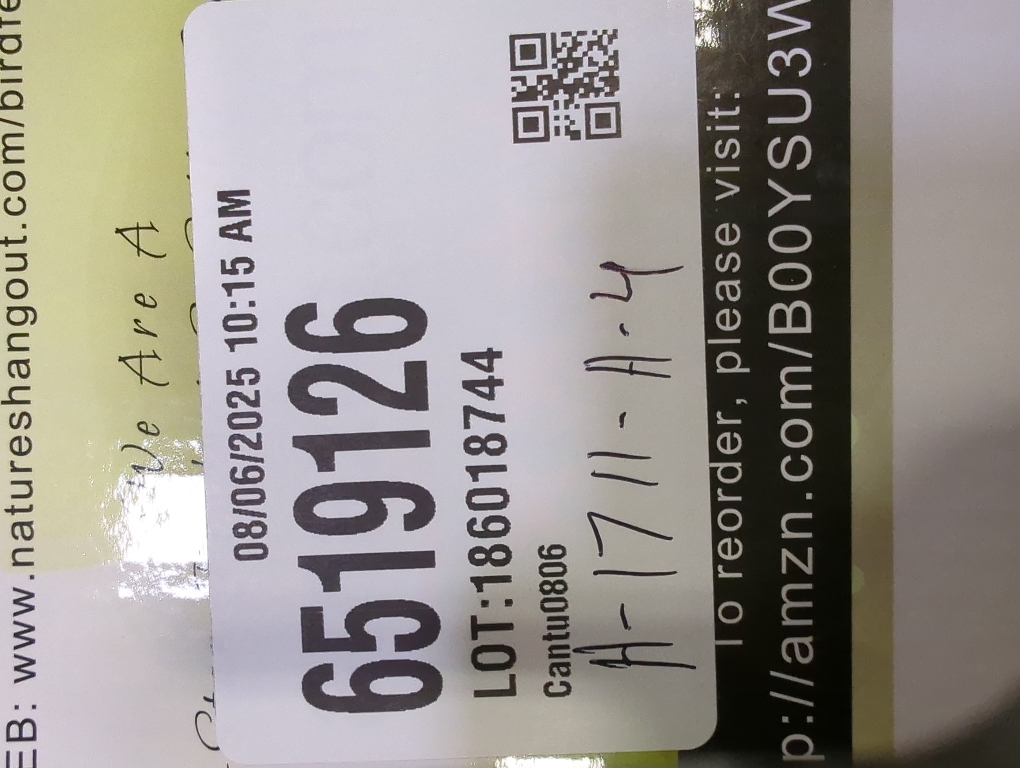 EB: www.natureshangout.com/birdfe
We Are A
08/06/2025 10:15 AM
6519126
LOT:186018744
Cantu0806
A-1711-A-4
To reorder, please visit:
p://amzn.com/B00YSU3W